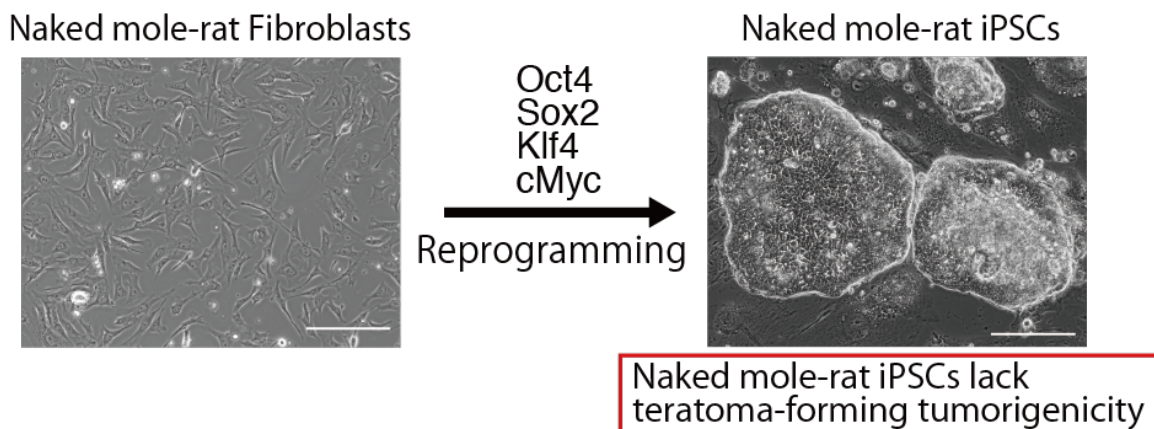 Naked mole-rat Fibroblasts
Oct4
Sox2
Klf4
cMyc
Reprogramming
Naked mole-rat iPSCs
Naked mole-rat iPSCs lack
teratoma-forming tumorigenicity